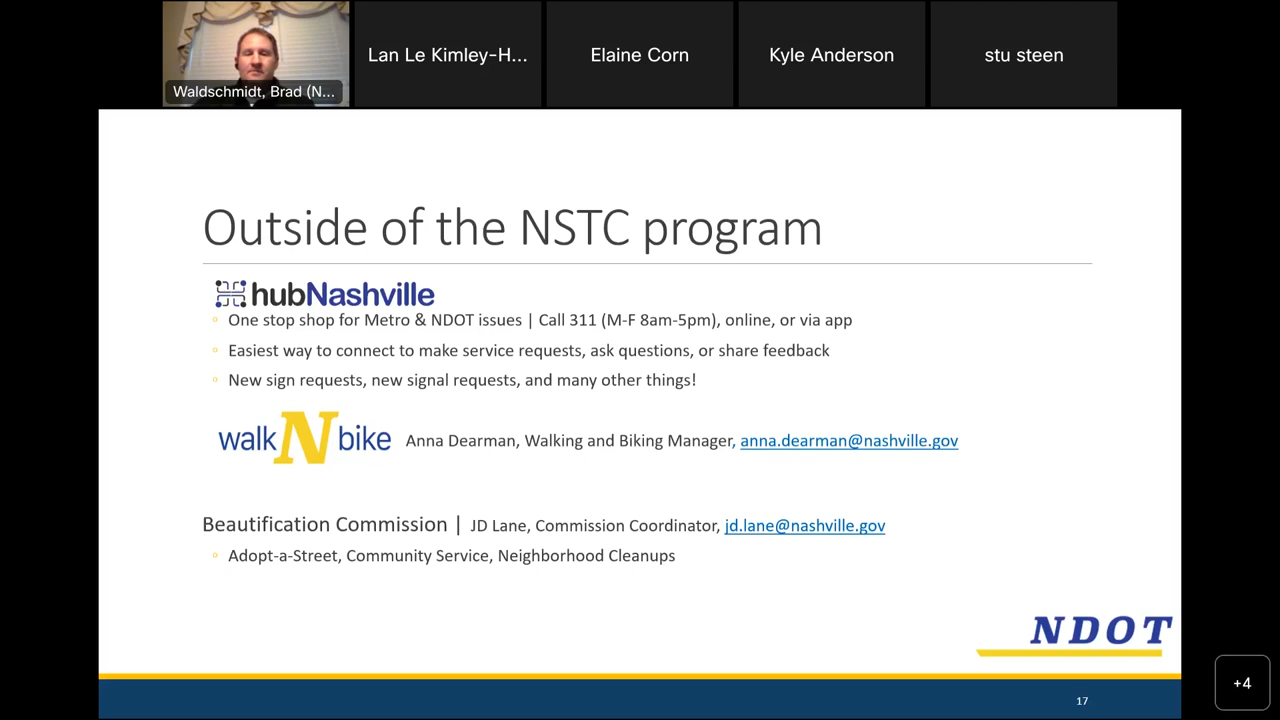 Waldschmidt, Brad (N...
Lan Le Kimley-H...
Elaine Corn
Kyle Anderson
stu steen
Outside of the NSTC program
hubNashville
One stop shop for Metro & NDOT issues | Call 311 (M-F 8am-5pm), online, or via app
Easiest way to connect to make service requests, ask questions, or share feedback
New sign requests, new signal requests, and many other things!
walk N bike Anna Dearman, Walking and Biking Manager, anna.dearman@nashville.gov
Beautification Commission | JD Lane, Commission Coordinator, jd.lane@nashville.gov
Adopt-a-Street, Community Service, Neighborhood Cleanups
NDOT
17
+4